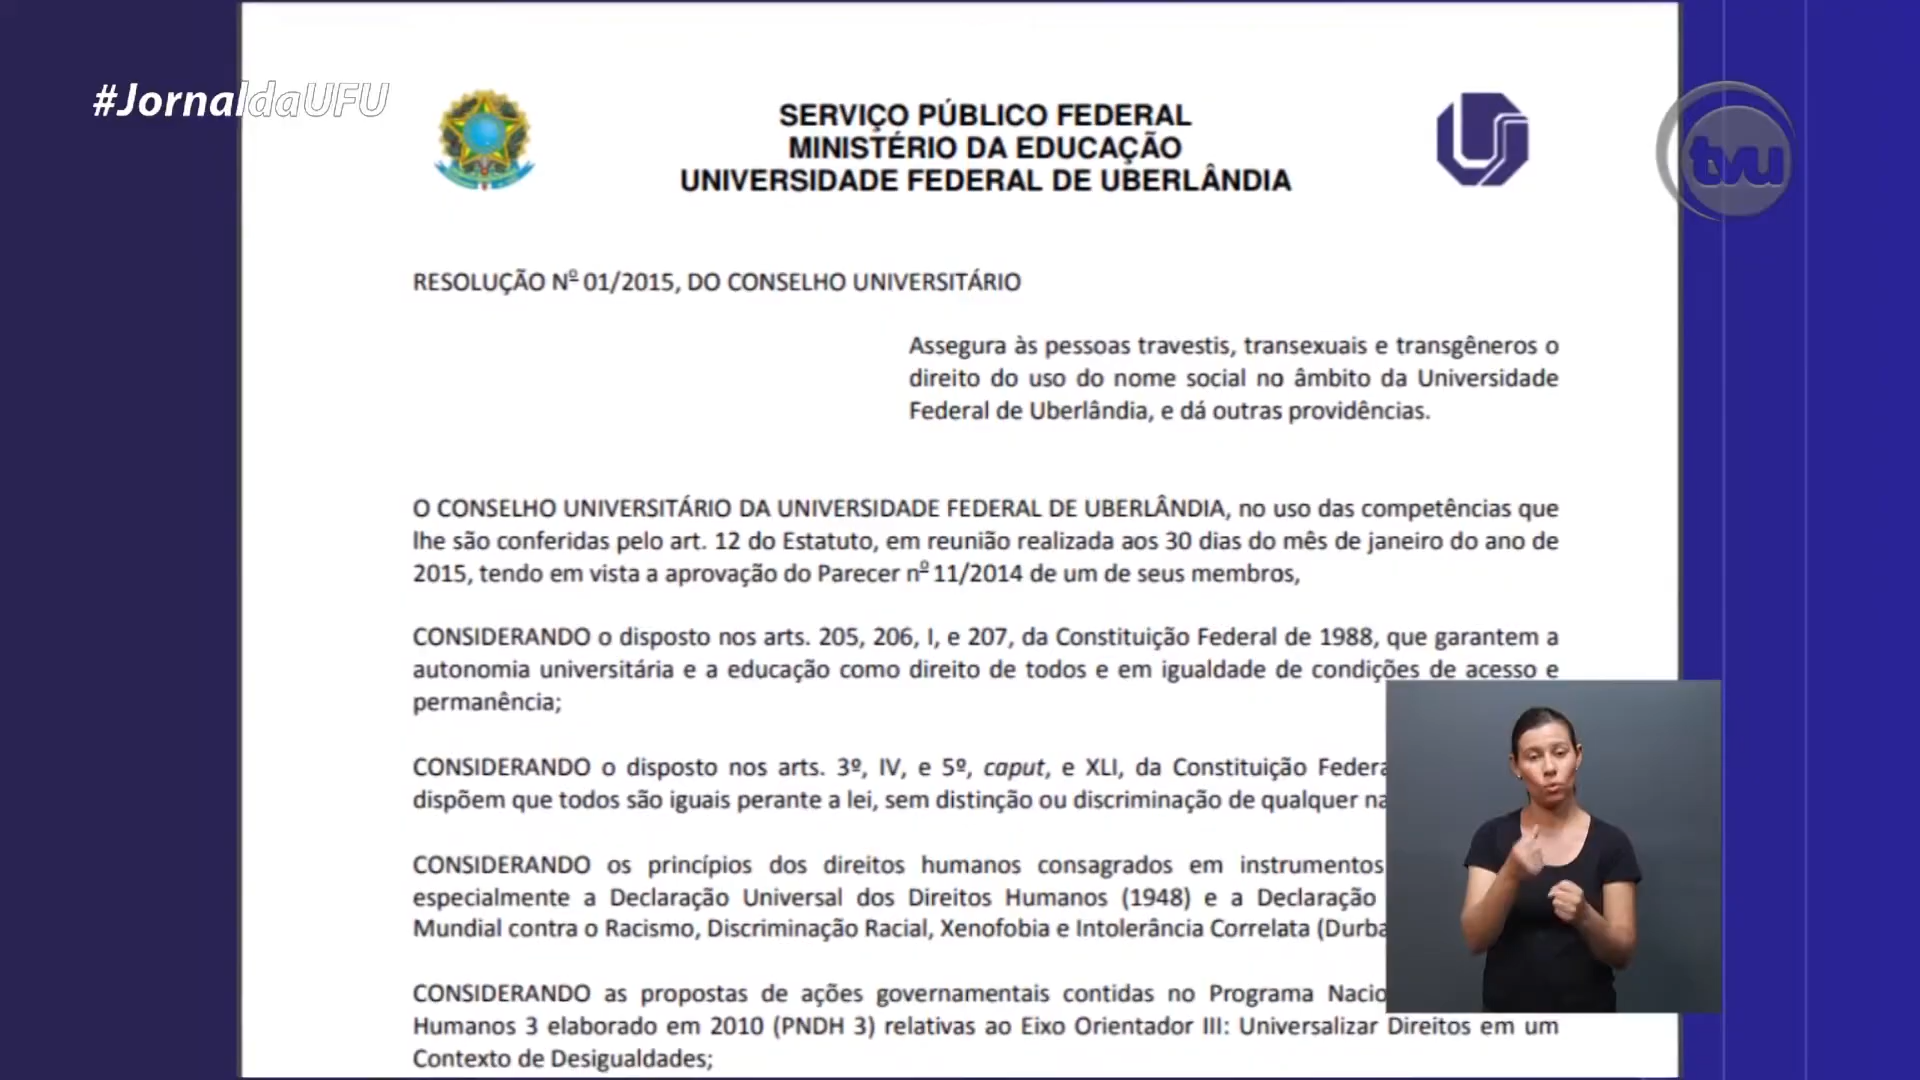 #JornaldaUFU
SERVIÇO PÚBLICO FEDERAL
MINISTÉRIO DA EDUCAÇÃO
UNIVERSIDADE FEDERAL DE UBERLÂNDIA
tvu
RESOLUÇÃO Nº 01/2015, DO CONSELHO UNIVERSITÁRIO
Assegura às pessoas travestis, transexuais e transgêneros o
direito do uso do nome social no âmbito da Universidade
Federal de Uberlândia, e dá outras providências.
O CONSELHO UNIVERSITÁRIO DA UNIVERSIDADE FEDERAL DE UBERLÂNDIA, no uso das competências que
lhe são conferidas pelo art. 12 do Estatuto, em reunião realizada aos 30 dias do mês de janeiro do ano de
2015, tendo em vista a aprovação do Parecer nº 11/2014 de um de seus membros,
CONSIDERANDO o disposto nos arts. 205, 206, I, e 207, da Constituição Federal de 1988, que garantem a
autonomia universitária e a educação como direito de todos e em igualdade de condições de acesso e
permanência;
CONSIDERANDO o disposto nos arts. 3º, IV, e 5º, caput, e XLI, da Constituição Federa
dispõem que todos são iguais perante a lei, sem distinção ou discriminação de qualquer na
CONSIDERANDO os princípios dos direitos humanos consagrados em instrumentos
especialmente a Declaração Universal dos Direitos Humanos (1948) e a Declaração
Mundial contra o Racismo, Discriminação Racial, Xenofobia e Intolerância Correlata (Durba
CONSIDERANDO as propostas de ações governamentais contidas no Programa Nacio
Humanos 3 elaborado em 2010 (PNDH 3) relativas ao Eixo Orientador III: Universalizar Direitos em um
Contexto de Desigualdades;